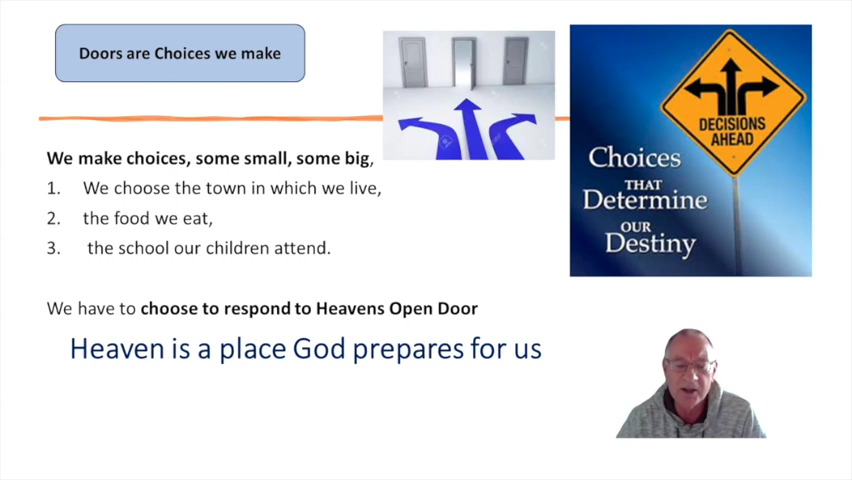 Doors are Choices we make
We make choices, some small, some big,
1. We choose the town in which we live,
2. the food we eat,
3. the school our children attend.
We have to choose to respond to Heavens Open Door
Heaven is a place God prepares for us
DECISIONS
AHEAD
Choices
THAT
Determine
OUR
Destiny